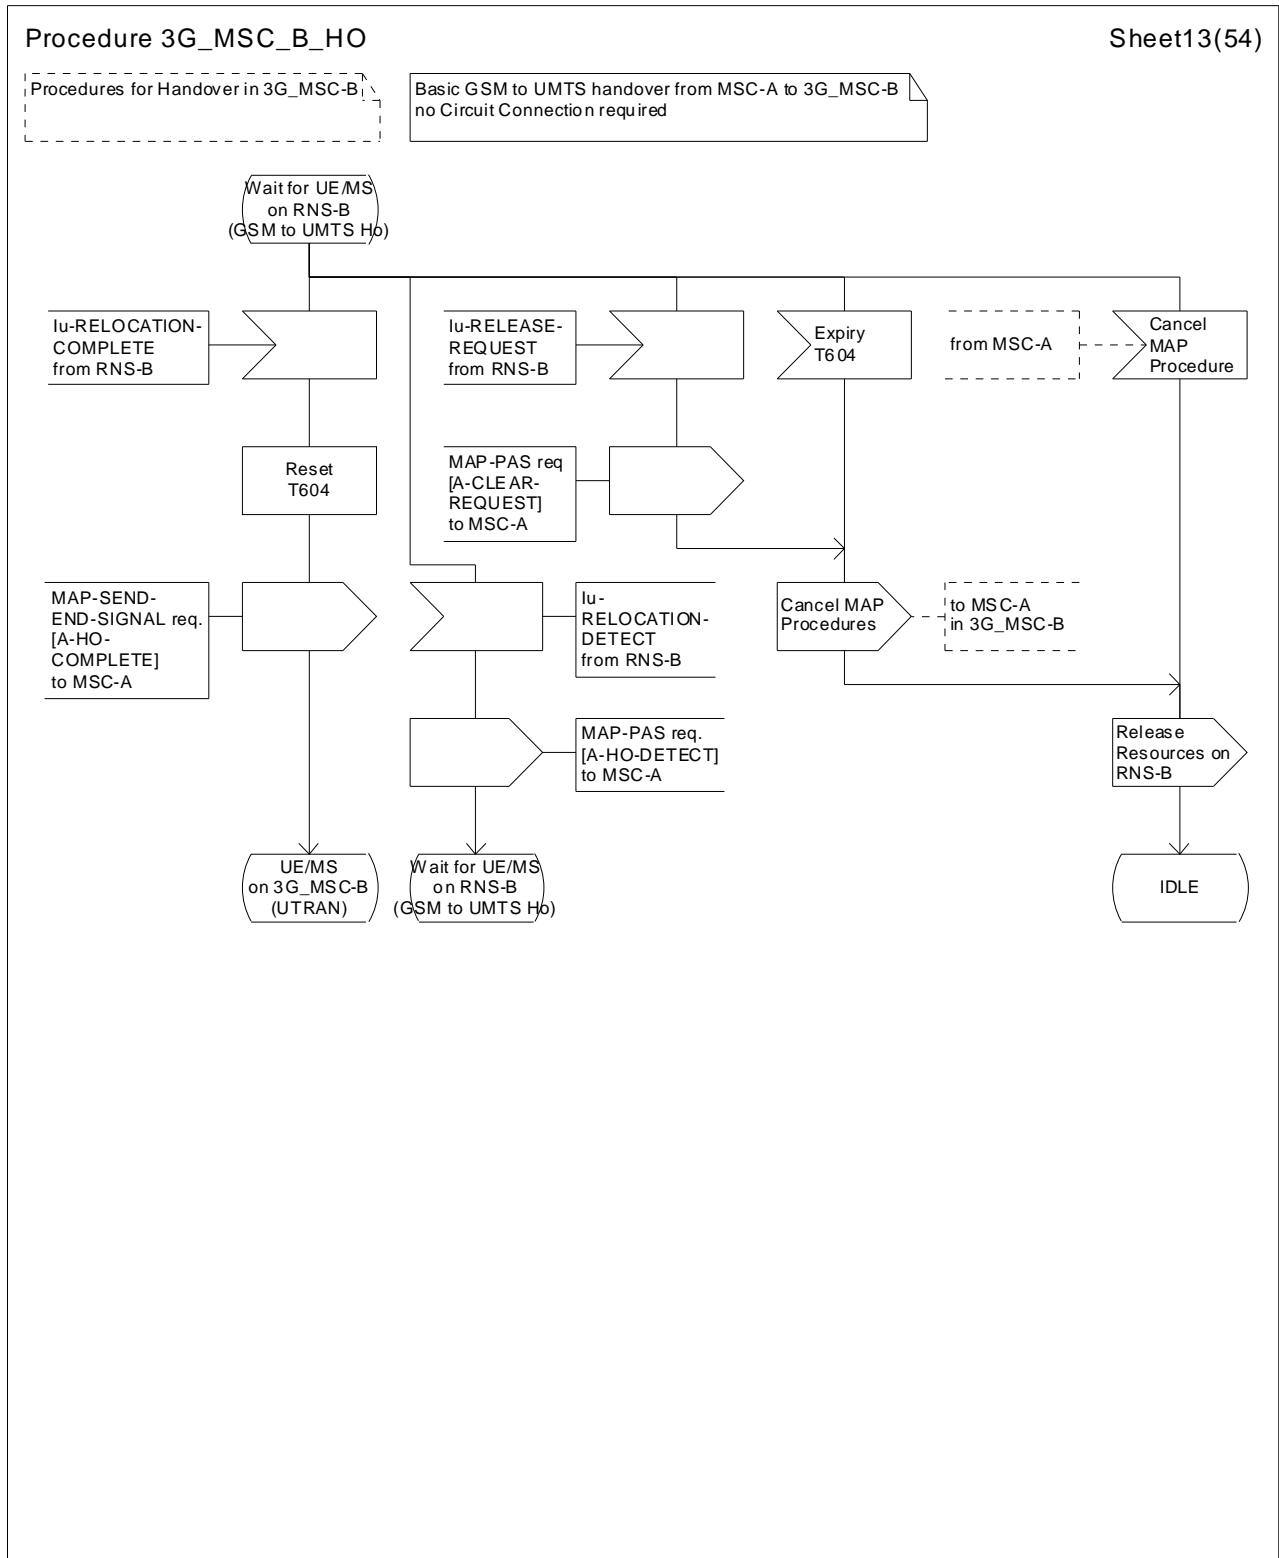 Procedure 3G_MSC_B_HO
Sheet13(54)
Procedures for Handover in 3G_MSC-B
Basic GSM to UMTS handover from MSC-A to 3G_MSC-B
no Circuit Connection required
Wait for UE/MS
on RNS-B
(GSM to UMTS Ho)
Iu-RELOCATION-
COMPLETE
from RNS-B
Iu-RELEASE-
REQUEST
from RNS-B
Expiry
T604
from MSC-A
Cancel
MAP
Procedure
Reset
T604
MAP-PAS req
[A-CLEAR-
REQUEST]
to MSC-A
MAP-SEND-
END-SIGNAL req.
[A-HO-
COMPLETE]
to MSC-A
Iu-
RELOCATION-
DETECT
from RNS-B
Cancel MAP
Procedures
to MSC-A
in 3G_MSC-B
MAP-PAS req.
[A-HO-DETECT]
to MSC-A
Release
Resources on
RNS-B
UE/MS
on 3G_MSC-B
(UTRAN)
Wait for UE/MS
on RNS-B
(GSM to UMTS Ho)
IDLE